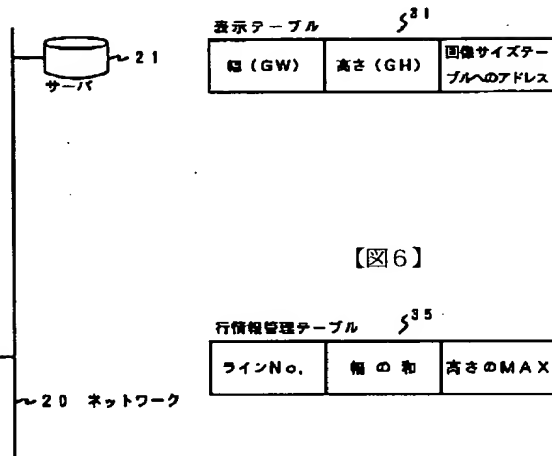 21
サーバ
表示テーブル 31
幅（GW）
高さ（GH）
画像サイズテー
ブルへのアドレス
【図6】
行情報管理テーブル 35
ラインNo.
幅の和
高さのMAX
20 ネットワーク